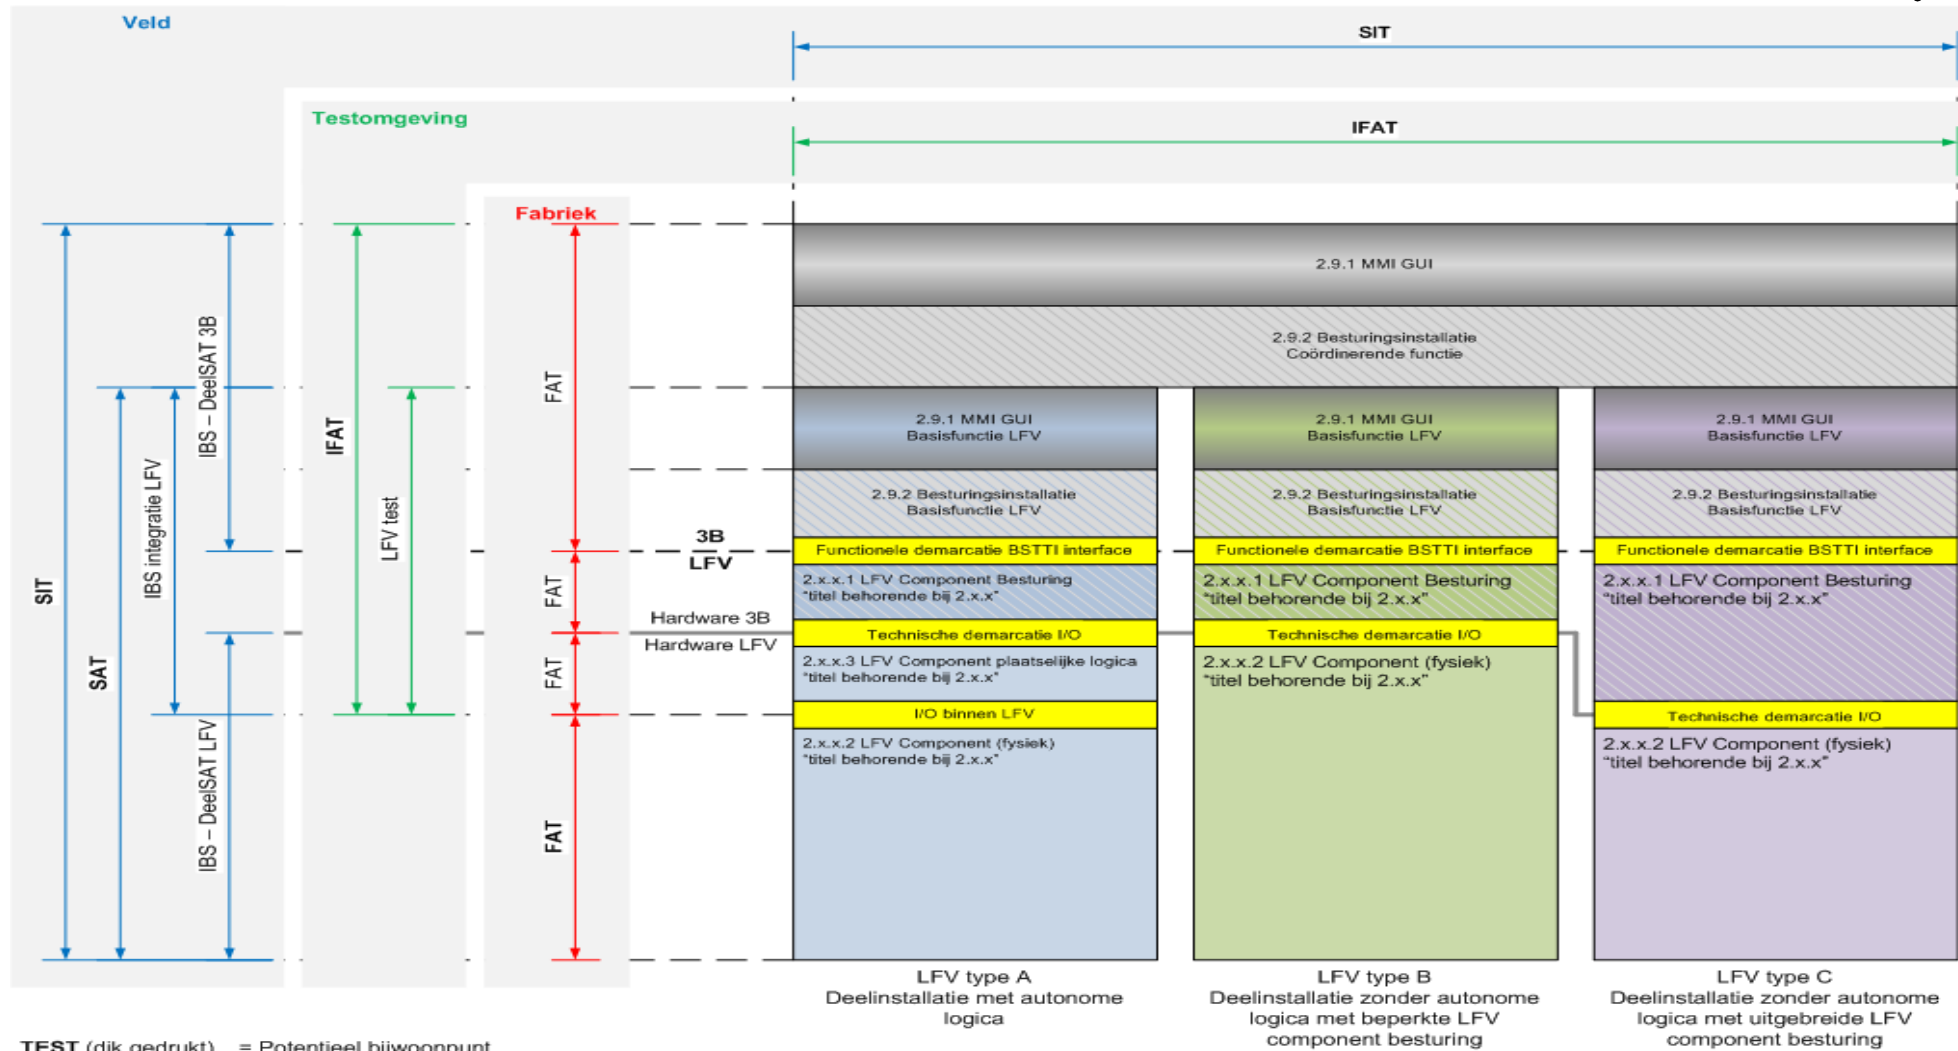 Veld
SIT
Testomgeving
IFAT
Fabriek
2.9.1 MMI GUI
2.9.2 Besturingsinstallatie
Coördinerende functie
IBS – DeelSAT 3B
FAT
IFAT
2.9.1 MMI GUI
Basisfunctie LFV
2.9.1 MMI GUI
Basisfunctie LFV
2.9.1 MMI GUI
Basisfunctie LFV
IBS integratie LFV
LFV test
2.9.2 Besturingsinstallatie
Basisfunctie LFV
2.9.2 Besturingsinstallatie
Basisfunctie LFV
2.9.2 Besturingsinstallatie
Basisfunctie LFV
3B
LFV
Functionele demarcatie BSTTI interface
Functionele demarcatie BSTTI interface
Functionele demarcatie BSTTI interface
SIT
FAT
2.x.x.1 LFV Component Besturing
"titel behorende bij 2.x.x"
2.x.x.1 LFV Component Besturing
"titel behorende bij 2.x.x"
2.x.x.1 LFV Component Besturing
"titel behorende bij 2.x.x"
Hardware 3B
Hardware LFV
Technische demarcatie I/O
Technische demarcatie I/O
SAT
FAT
2.x.x.3 LFV Component plaatselijke logica
"titel behorende bij 2.x.x"
2.x.x.2 LFV Component (fysiek)
"titel behorende bij 2.x.x"
I/O binnen LFV
Technische demarcatie I/O
IBS – DeelSAT LFV
FAT
2.x.x.2 LFV Component (fysiek)
"titel behorende bij 2.x.x"
2.x.x.2 LFV Component (fysiek)
"titel behorende bij 2.x.x"
LFV type A
Deelinstallatie met autonome
logica
LFV type B
Deelinstallatie zonder autonome
logica met beperkte LFV
component besturing
LFV type C
Deelinstallatie zonder autonome
logica met uitgebreide LFV
component besturing
TEST (dik gedrukt) = Potentieel bijwoonpunt